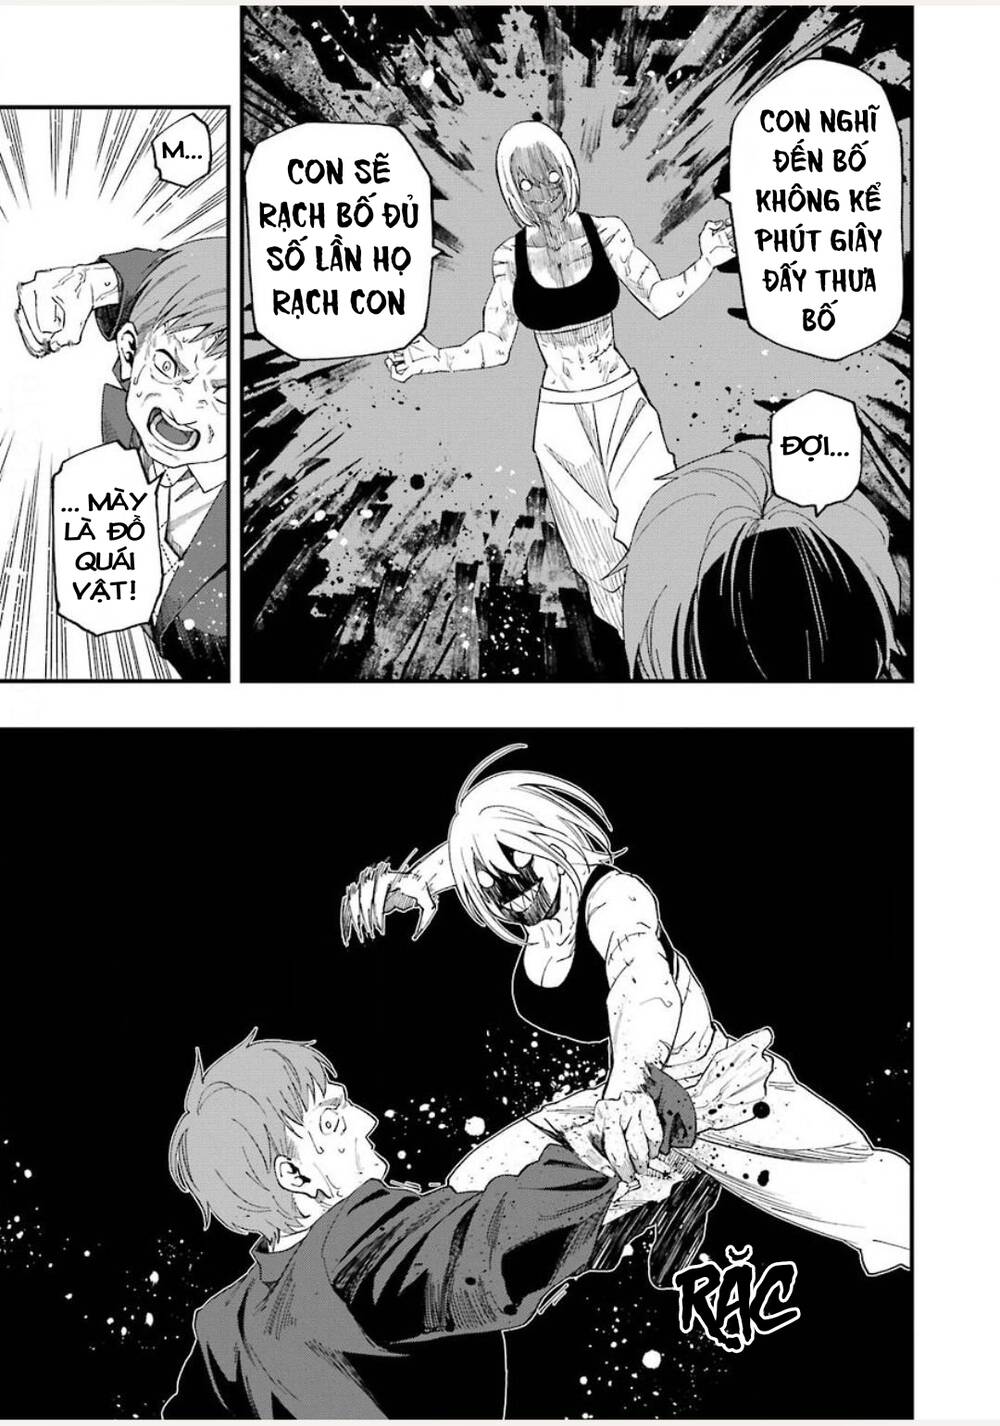 CON NGHĨ
ĐẾN BỐ
KHÔNG KỂ
PHÚT GIÂY
ĐẤY THƯA
BỐ
CON SẼ
RẠCH BỐ ĐỦ
SỐ LẦN HỌ
RẠCH CON
ĐỢI...
M...
... MÀY
LÀ ĐỒ
QUÁI
VẬT!
RẶC